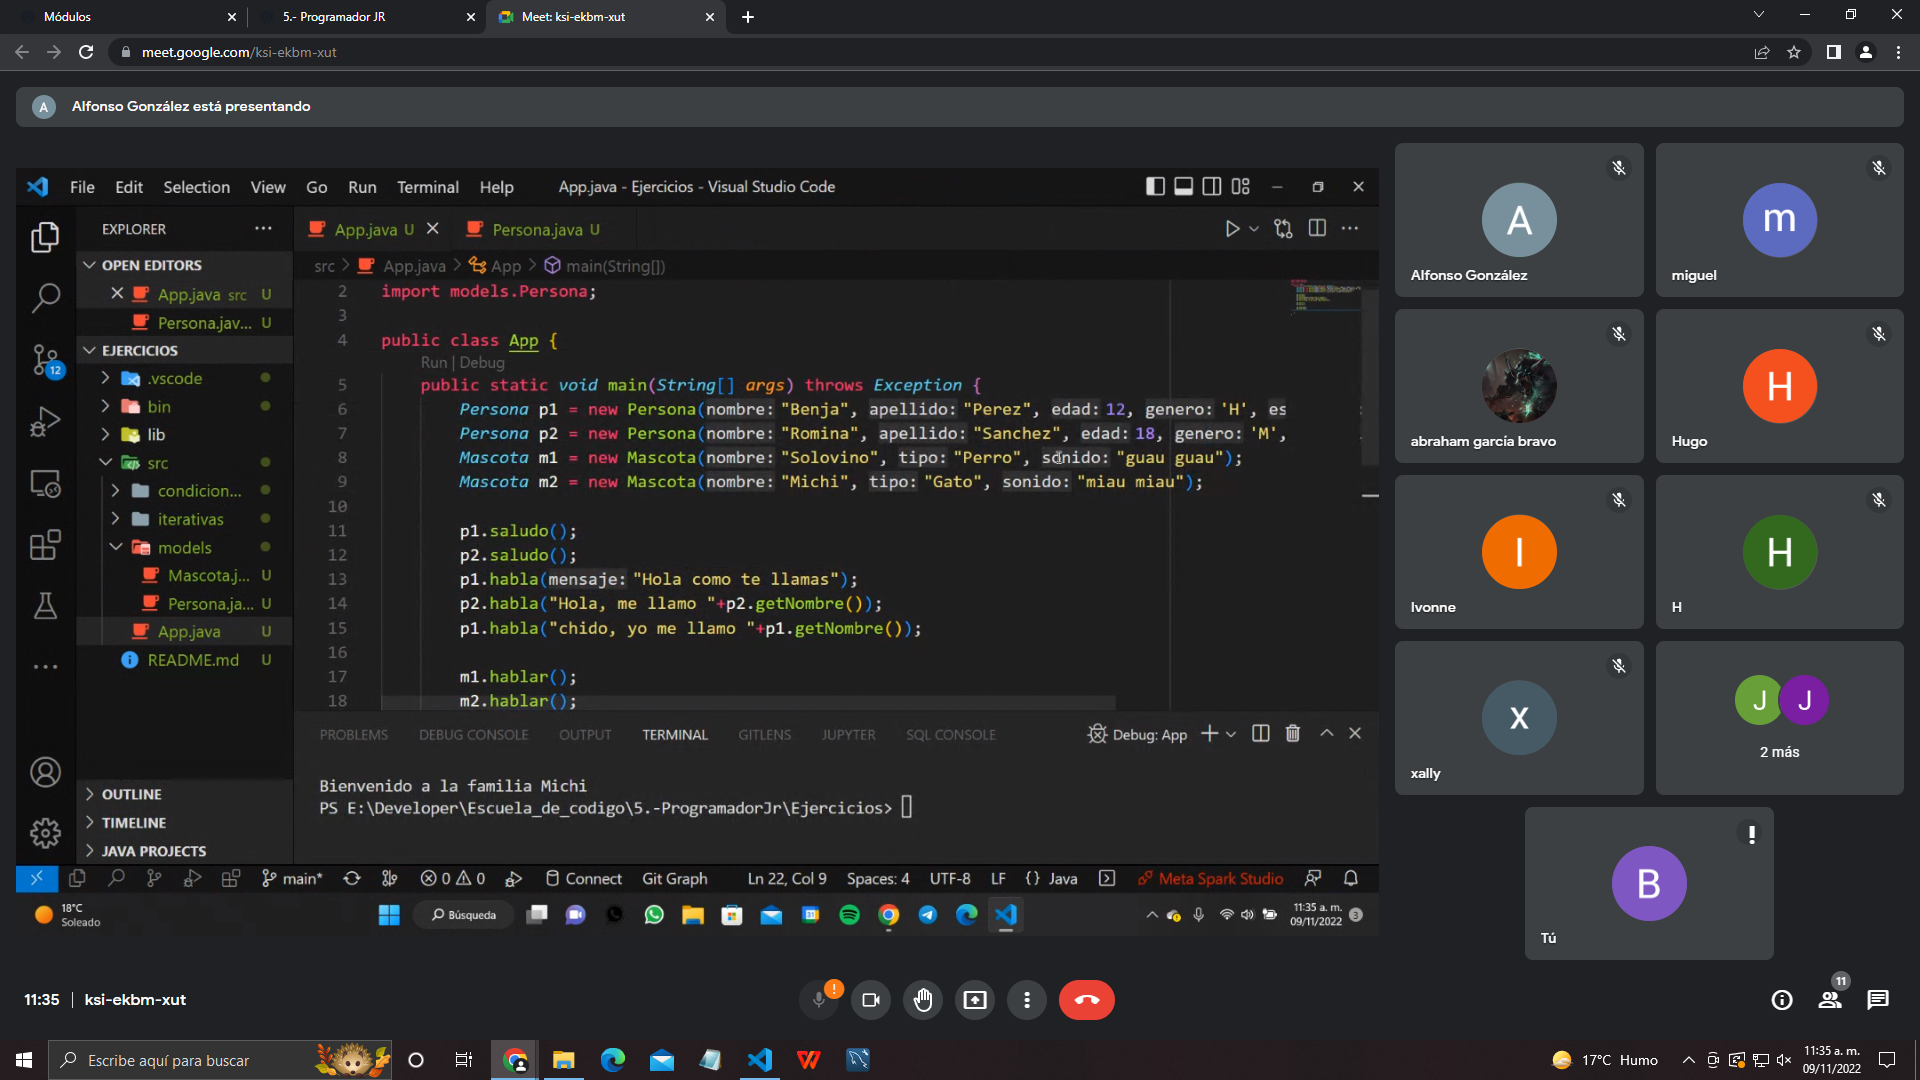 Módulos
5.- Programador JR
Meet: ksi-ekbm-xut
meet.google.com/ksi-ekbm-xut
A Alfonso González está presentando
File Edit Selection View Go Run Terminal Help App.java - Ejercicios - Visual Studio Code
EXPLORER
App.java U
Persona.java U
OPEN EDITORS
src App.java App main(String[])
App.java src U
Persona.jav... U
EJERCICIOS
.vscode
bin
lib
src
condicion...
iterativas
models
Mascota.j... U
Persona.ja... U
App.java U
README.md U
12
OUTLINE
TIMELINE
JAVA PROJECTS
2 import models.Persona;
3
4 public class App {
Run | Debug
5 public static void main(String[] args) throws Exception {
6 Persona p1 = new Persona(nombre: "Benja", apellido: "Perez", edad: 12, genero: 'H', es
7 Persona p2 = new Persona(nombre: "Romina", apellido: "Sanchez", edad: 18, genero: 'M',
8 Mascota m1 = new Mascota(nombre: "Solovino", tipo: "Perro", sonido: "guau guau");
9 Mascota m2 = new Mascota(nombre: "Michi", tipo: "Gato", sonido: "miau miau");
10
11 p1.saludo();
12 p2.saludo();
13 p1.habla(mensaje: "Hola como te llamas");
14 p2.habla("Hola, me llamo "+p2.getNombre());
15 p1.habla("chido, yo me llamo "+p1.getNombre());
16
17 m1.hablar();
18 m2.hablar();
PROBLEMS DEBUG CONSOLE OUTPUT TERMINAL GITLENS JUPYTER SQL CONSOLE Debug: App
Bienvenido a la familia Michi
PS E:\Developer\Escuela_de_codigo\5.-ProgramadorJr\Ejercicios>
main* 0 0 Connect Git Graph Ln 22, Col 9 Spaces: 4 UTF-8 LF {} Java Meta Spark Studio
18°C
Soleado
Búsqueda
11:35 a. m.
09/11/2022
3
A
Alfonso González
m
miguel
abraham garcía bravo
H
Hugo
I
Ivonne
H
H
x
xally
J J
2 más
B
Tú
11:35 | ksi-ekbm-xut
11
Escribe aquí para buscar
17°C Humo
11:35 a. m.
09/11/2022